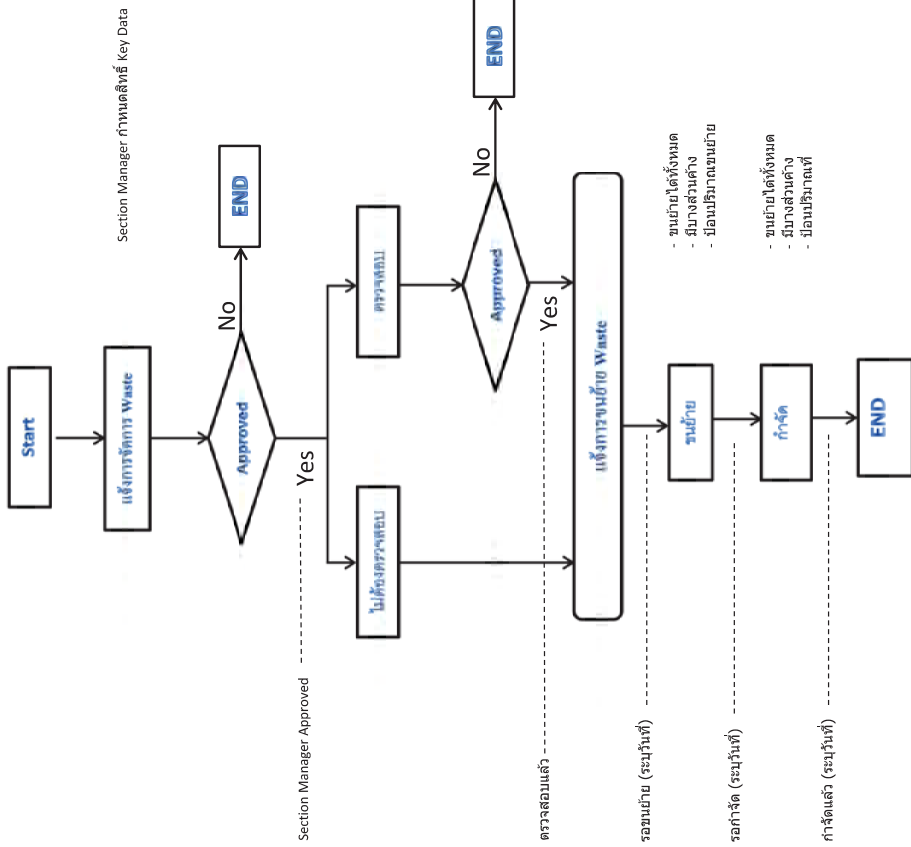 Section Manager กำหนดสิทธิ์ Key Data
Start
แจ้งการจัดการ Waste
Approved
No
END
Section Manager Approved
Yes
ไม่ต้องตรวจสอบ
ตรวจสอบ
Approved
No
END
ตรวจสอบแล้ว
Yes
แจ้งการขนย้าย Waste
รอขนย้าย (ระบุวันที่)
ขนย้าย
- ขนย้ายได้ทั้งหมด
- มีบางส่วนค้าง
- ป้อนปริมาณขนย้าย
รอกำจัด (ระบุวันที่)
กำจัด
- ขนย้ายได้ทั้งหมด
- มีบางส่วนค้าง
- ป้อนปริมาณที่
กำจัดแล้ว (ระบุวันที่)
END